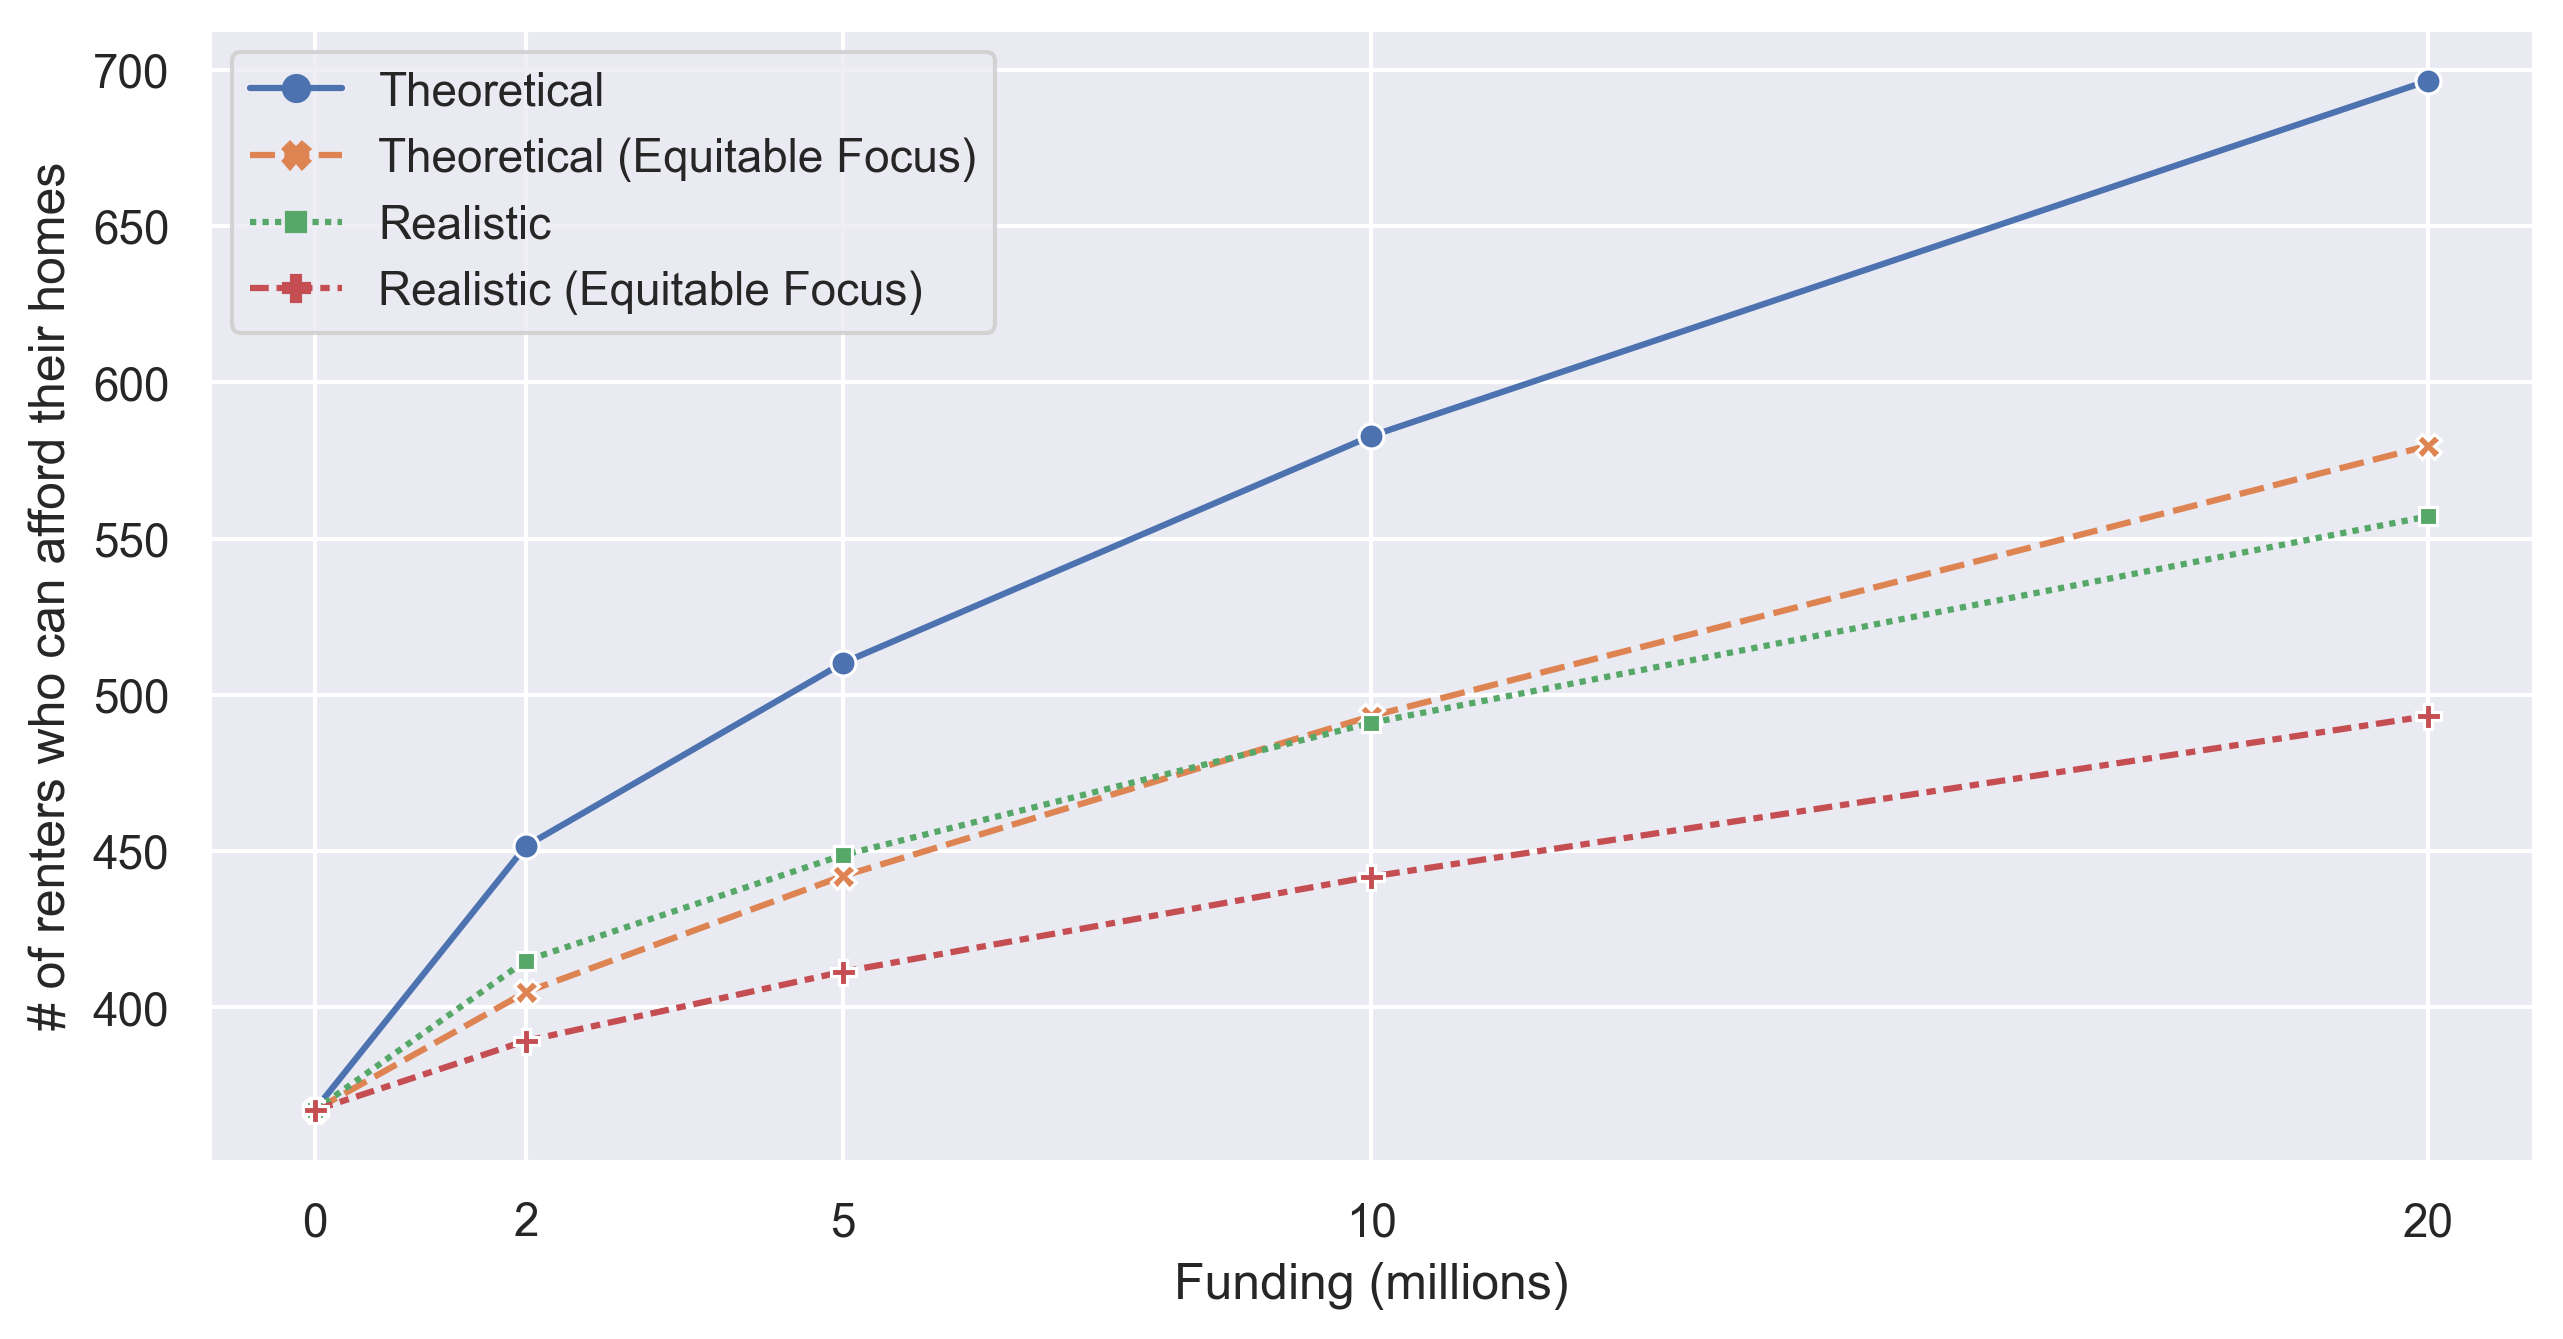 # of renters who can afford their homes
700
650
600
550
500
450
400
Theoretical
Theoretical (Equitable Focus)
Realistic
Realistic (Equitable Focus)
0 2 5 10 20
Funding (millions)